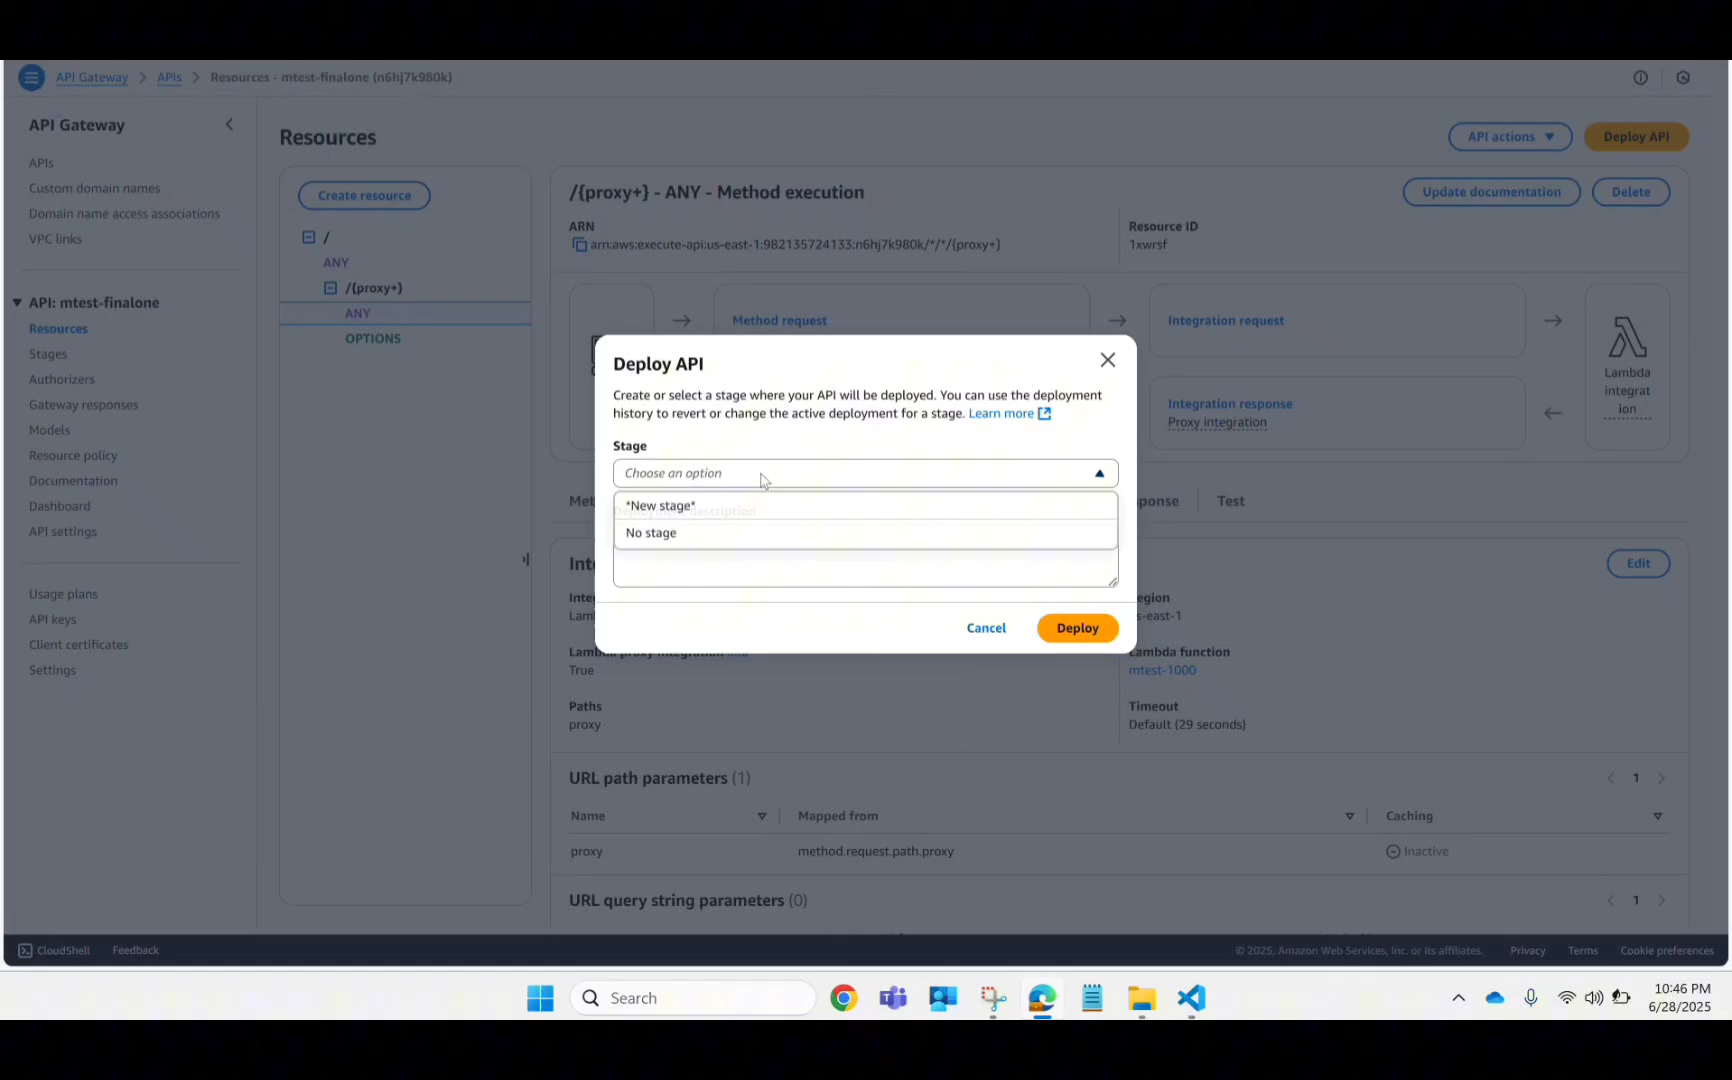 API Gateway > APIs > Resources - mtest-finalone (n6hj7k980k)
API Gateway
APIs
Custom domain names
Domain name access associations
VPC links
API: mtest-finalone
Resources
Stages
Authorizers
Gateway responses
Models
Resource policy
Documentation
Dashboard
API settings
Usage plans
API keys
Client certificates
Settings
Resources
API actions
Deploy API
Create resource
/
ANY
/{proxy+}
ANY
OPTIONS
/{proxy+} - ANY - Method execution
Update documentation
Delete
ARN
arn:aws:execute-api:us-east-1:982135724133:n6hj7k980k/*/*/{proxy+}
Resource ID
1xwrsf
Method request
Integration request
Integration response
Proxy integration
Lambda
integrat
ion
Deploy API
Create or select a stage where your API will be deployed. You can use the deployment
history to revert or change the active deployment for a stage. Learn more
Stage
Choose an option
*New stage*
Deployment description
No stage
Cancel
Deploy
Test
Edit
east-1
Lambda proxy integration
True
Lambda function
mtest-1000
Paths
proxy
Timeout
Default (29 seconds)
URL path parameters (1)
1
Name
Mapped from
Caching
proxy
method.request.path.proxy
Inactive
URL query string parameters (0)
1
CloudShell
Feedback
© 2025, Amazon Web Services, Inc. or its affiliates.
Privacy
Terms
Cookie preferences
Search
10:46 PM
6/28/2025